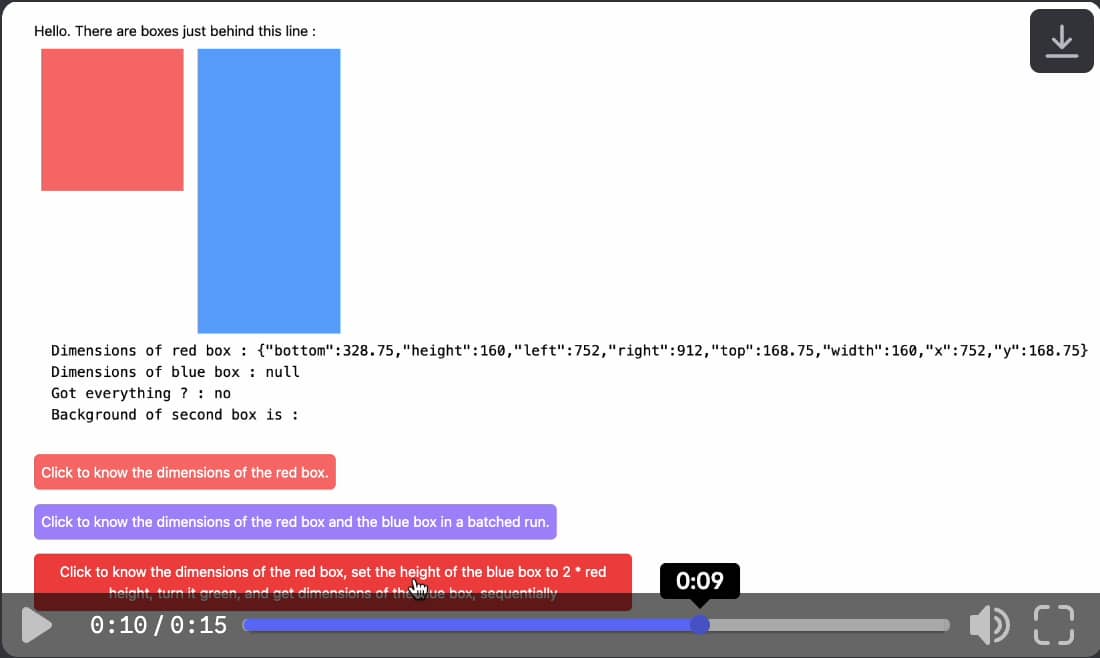 Hello. There are boxes just behind this line :
Dimensions of red box : {"bottom":328.75,"height":160,"left":752,"right":912,"top":168.75,"width":160,"x":752,"y":168.75}
Dimensions of blue box : null
Got everything ? : no
Background of second box is :
Click to know the dimensions of the red box.
Click to know the dimensions of the red box and the blue box in a batched run.
Click to know the dimensions of the red box, set the height of the blue box to 2 * red
height, turn it green, and get dimensions of the blue box, sequentially
0:09
0:10 / 0:15